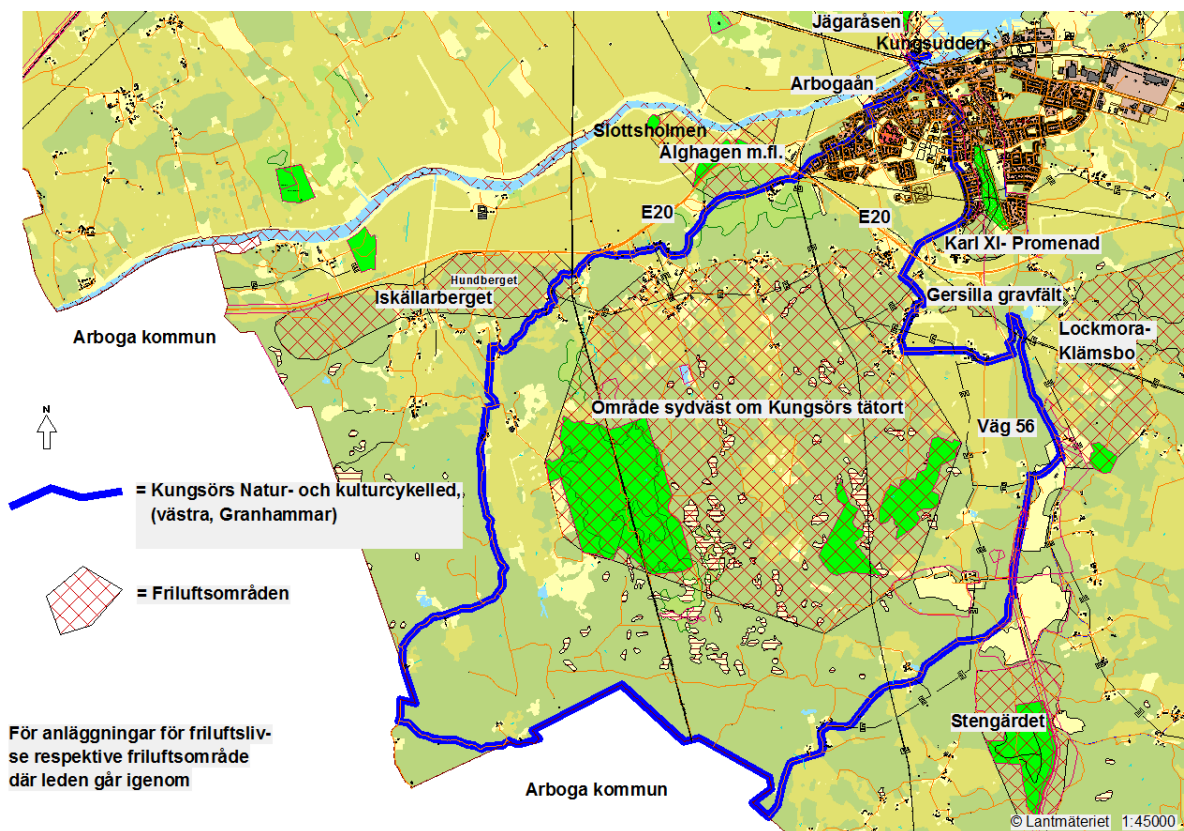 Jägaråsen
Kungsudden
Arbogaån
Slottsholmen
Älghagen m.fl.
E20
E20
Karl XI- Promenad
Hundberget
Iskällarberget
Gersilla gravfält
Arboga kommun
Lockmora-
Klämsbo
N
Område sydväst om Kungsörs tätort
Väg 56
= Kungsörs Natur- och kulturcykelled,
(västra, Granhammar)
= Friluftsområden
Stengärdet
För anläggningar för friluftsliv-
se respektive friluftsområde
där leden går igenom
Arboga kommun
© Lantmäteriet 1:45000